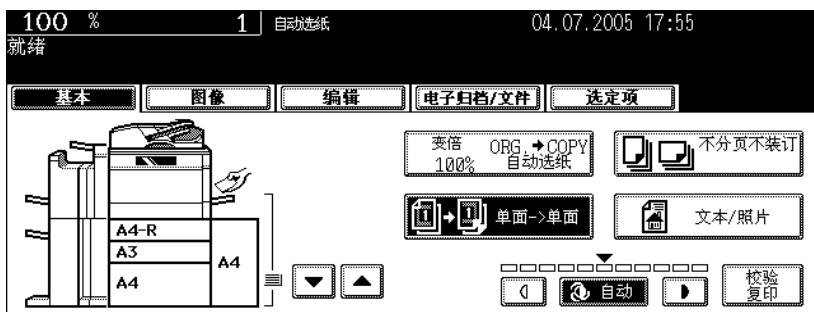 100 % 1 自动选纸 04.07.2005 17:55
就绪
基本 图像 编辑 电子归档/文件 选定项
变倍 ORG.→COPY
100% 自动选纸
不分页不装订
1→1 单面->单面
文本/照片
A4-R
A3
A4
A4
自动
校验
复印